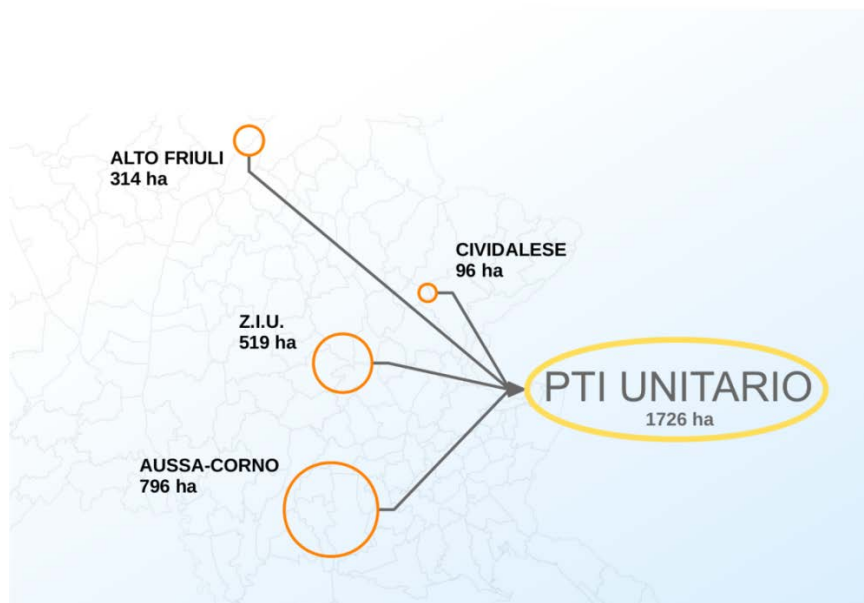 ALTO FRIULI
314 ha
CIVIDALESE
96 ha
Z.I.U.
519 ha
PTI UNITARIO
1726 ha
AUSSA-CORNO
796 ha